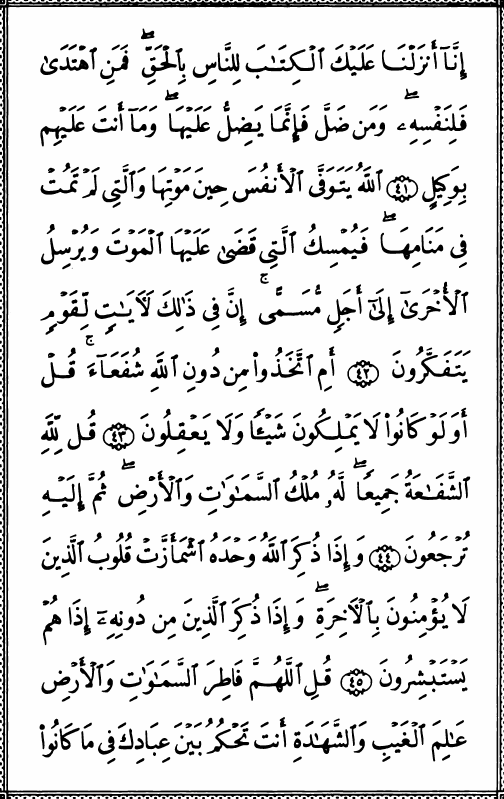 إِنَّآ أَنزَلْنَا عَلَيْكَ ٱلْكِتَٰبَ لِلنَّاسِ بِٱلْحَقِّ ۖ فَمَنِ ٱهْتَدَىٰ
فَلِنَفْسِهِۦ ۖ وَمَن ضَلَّ فَإِنَّمَا يَضِلُّ عَلَيْهَا ۖ وَمَآ أَنتَ عَلَيْهِم
بِوَكِيلٍ ﴿٤١﴾ ٱللَّهُ يَتَوَفَّى ٱلْأَنفُسَ حِينَ مَوْتِهَا وَٱلَّتِى لَمْ تَمُتْ
فِى مَنَامِهَا ۖ فَيُمْسِكُ ٱلَّتِى قَضَىٰ عَلَيْهَا ٱلْمَوْتَ وَيُرْسِلُ
ٱلْأُخْرَىٰٓ إِلَىٰٓ أَجَلٍ مُّسَمًّى ۚ إِنَّ فِى ذَٰلِكَ لَءَايَٰتٍ لِّقَوْمٍ
يَتَفَكَّرُونَ ﴿٤٢﴾ أَمِ ٱتَّخَذُوا۟ مِن دُونِ ٱللَّهِ شُفَعَآءَ ۚ قُلْ
أَوَلَوْ كَانُوا۟ لَا يَمْلِكُونَ شَيْـًٔا وَلَا يَعْقِلُونَ ﴿٤٣﴾ قُل لِّلَّهِ
ٱلشَّفَٰعَةُ جَمِيعًا ۖ لَّهُۥ مُلْكُ ٱلسَّمَٰوَٰتِ وَٱلْأَرْضِ ۖ ثُمَّ إِلَيْهِ
تُرْجَعُونَ ﴿٤٤﴾ وَإِذَا ذُكِرَ ٱللَّهُ وَحْدَهُ ٱشْمَأَزَّتْ قُلُوبُ ٱلَّذِينَ
لَا يُؤْمِنُونَ بِٱلْءَاخِرَةِ ۖ وَإِذَا ذُكِرَ ٱلَّذِينَ مِن دُونِهِۦٓ إِذَا هُمْ
يَسْتَبْشِرُونَ ﴿٤٥﴾ قُلِ ٱللَّهُمَّ فَاطِرَ ٱلسَّمَٰوَٰتِ وَٱلْأَرْضِ
عَٰلِمَ ٱلْغَيْبِ وَٱلشَّهَٰدَةِ أَنتَ تَحْكُمُ بَيْنَ عِبَادِكَ فِى مَا كَانُوا۟